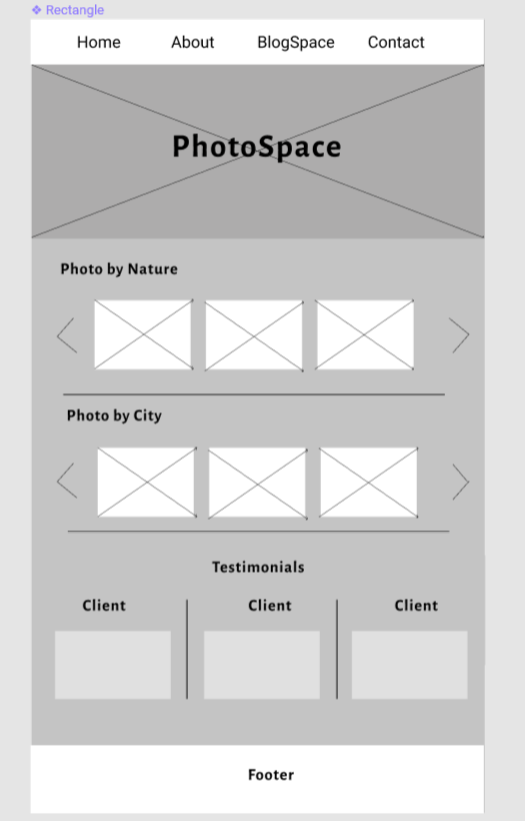 Rectangle
Home About BlogSpace Contact
PhotoSpace
Photo by Nature
Photo by City
Testimonials
Client Client Client
Footer